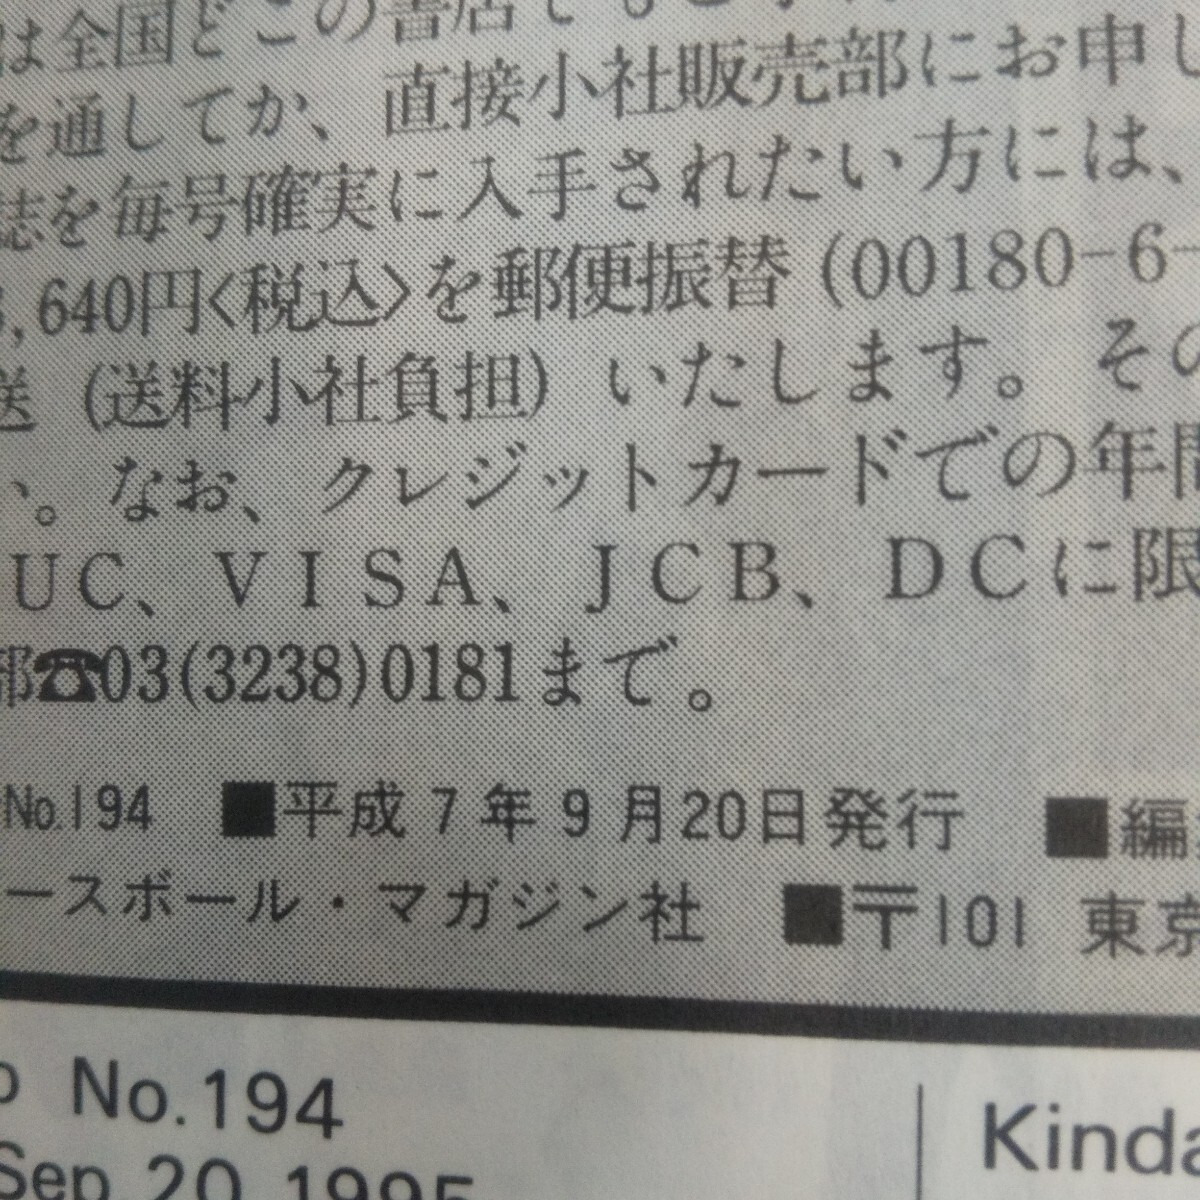 は全国どこの書店でも
を通してか、直接小社販売部にお申し
誌を毎号確実に入手されたい方には、
,640円<税込>を郵便振替(00180-6-
送(送料小社負担)いたします。その
。なお、クレジットカードでの年間
UC、VISA、JCB、DCに限
部☎03(3238)0181まで。
No.194 ■平成7年9月20日発行 ■編
ースボール・マガジン社 ■〒101 東京
No.194
Sep.20,1995 Kinda